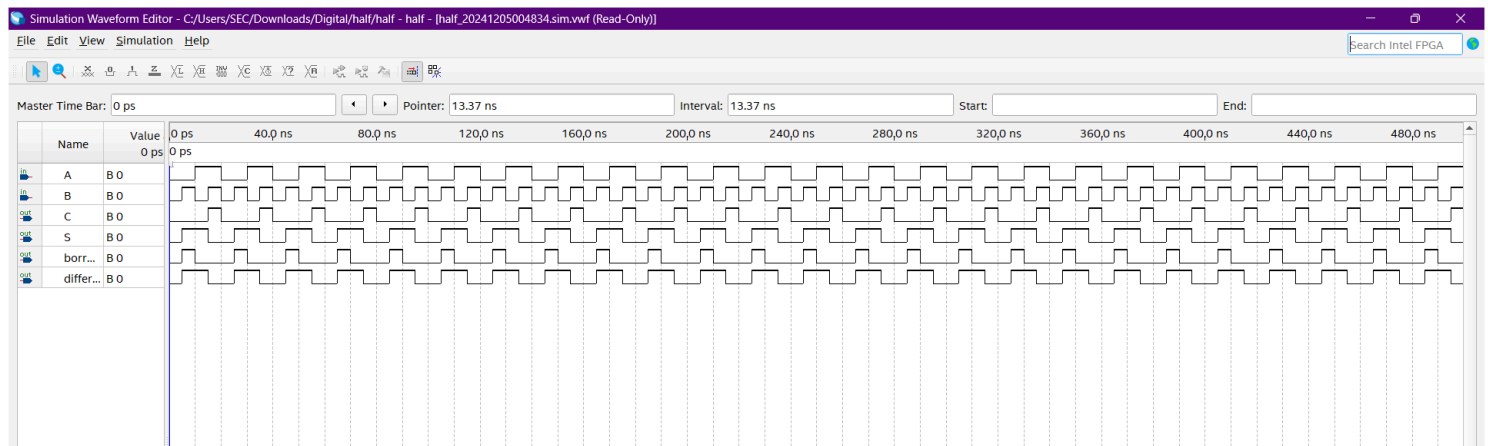 Simulation Waveform Editor - C:/Users/SEC/Downloads/Digital/half/half - half - [half_20241205004834.sim.vwf (Read-Only)]
File Edit View Simulation Help
Search Intel FPGA
Master Time Bar: 0 ps Pointer: 13.37 ns Interval: 13.37 ns Start: End:
Name Value 0 ps 40.0 ns 80.0 ns 120.0 ns 160.0 ns 200.0 ns 240.0 ns 280.0 ns 320.0 ns 360.0 ns 400.0 ns 440.0 ns 480.0 ns
0 ps 0 ps
in A B 0
in B B 0
out C B 0
out S B 0
out borr... B 0
out differ... B 0